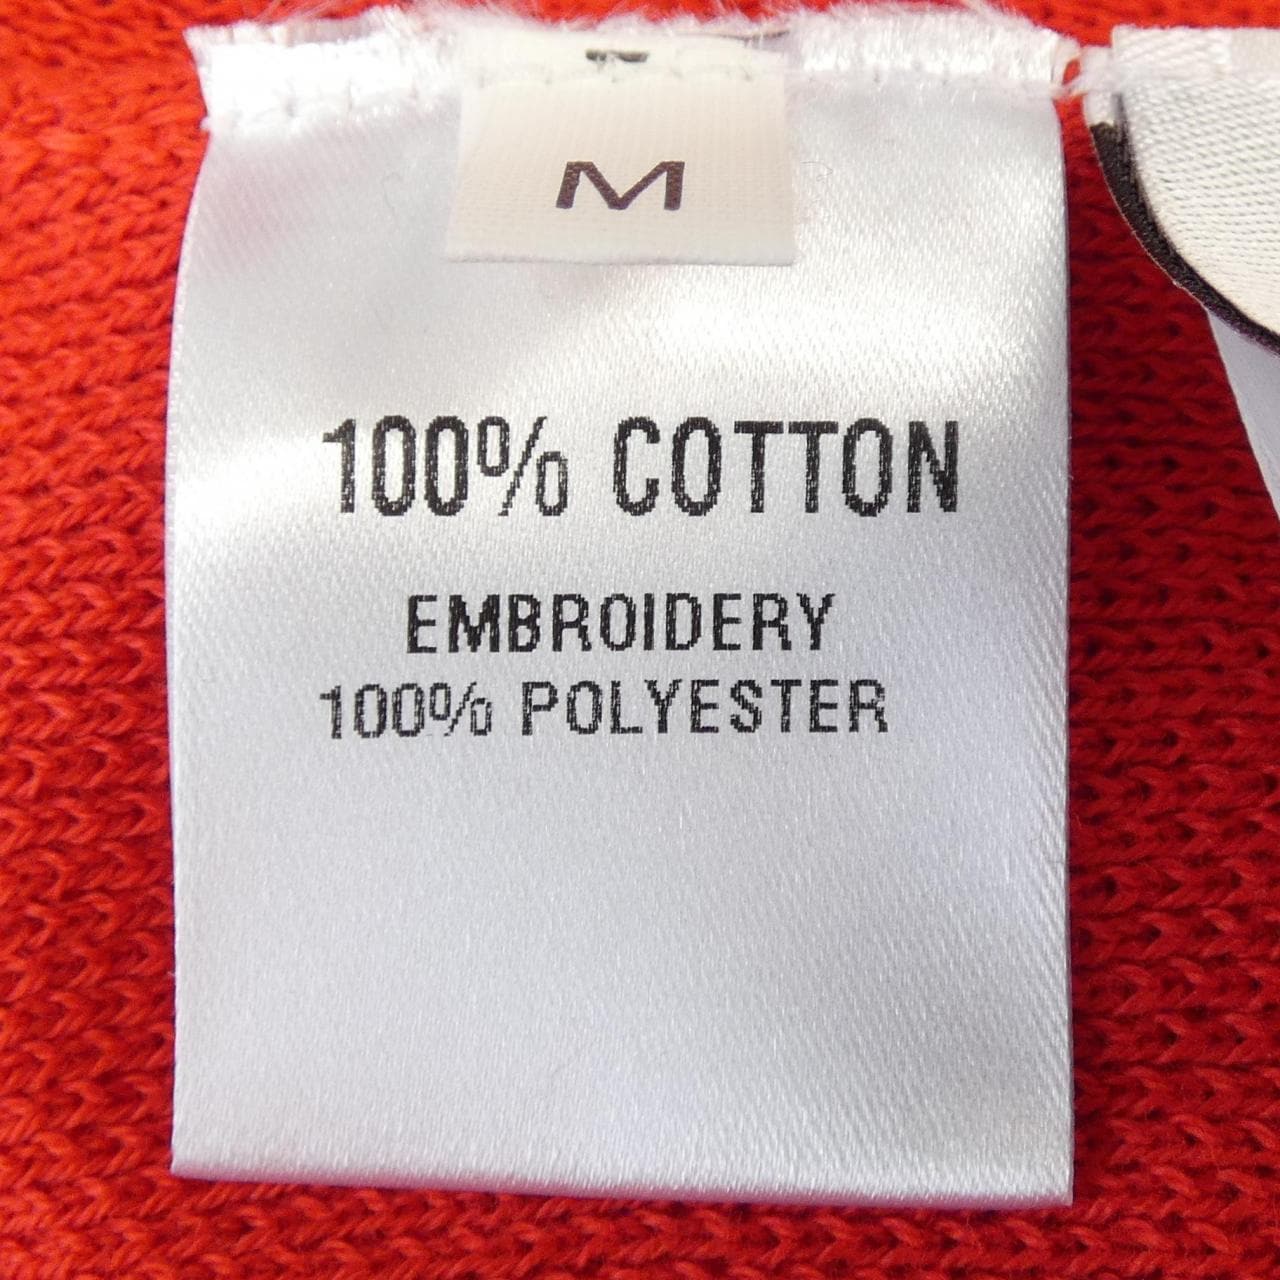 M
100% COTTON
EMBROIDERY
100% POLYESTER